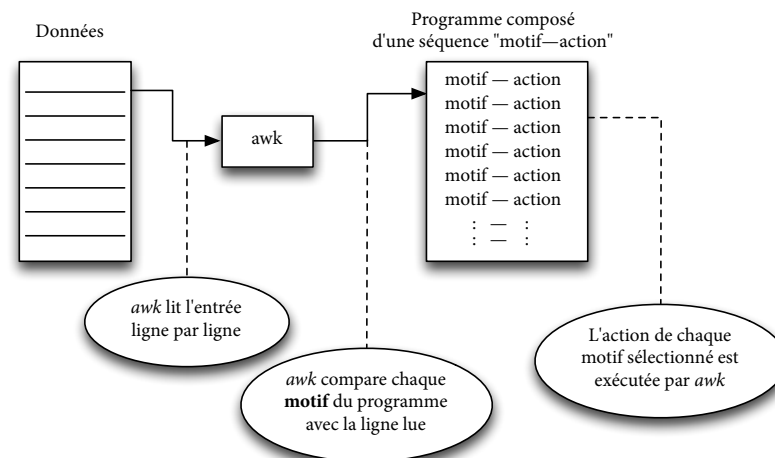 Données
Programme composé
d'une séquence "motif—action"
awk
motif — action
motif — action
motif — action
motif — action
motif — action
motif — action
: — :
: — :
awk lit l'entrée
ligne par ligne
awk compare chaque
motif du programme
avec la ligne lue
L'action de chaque
motif sélectionné est
exécutée par awk